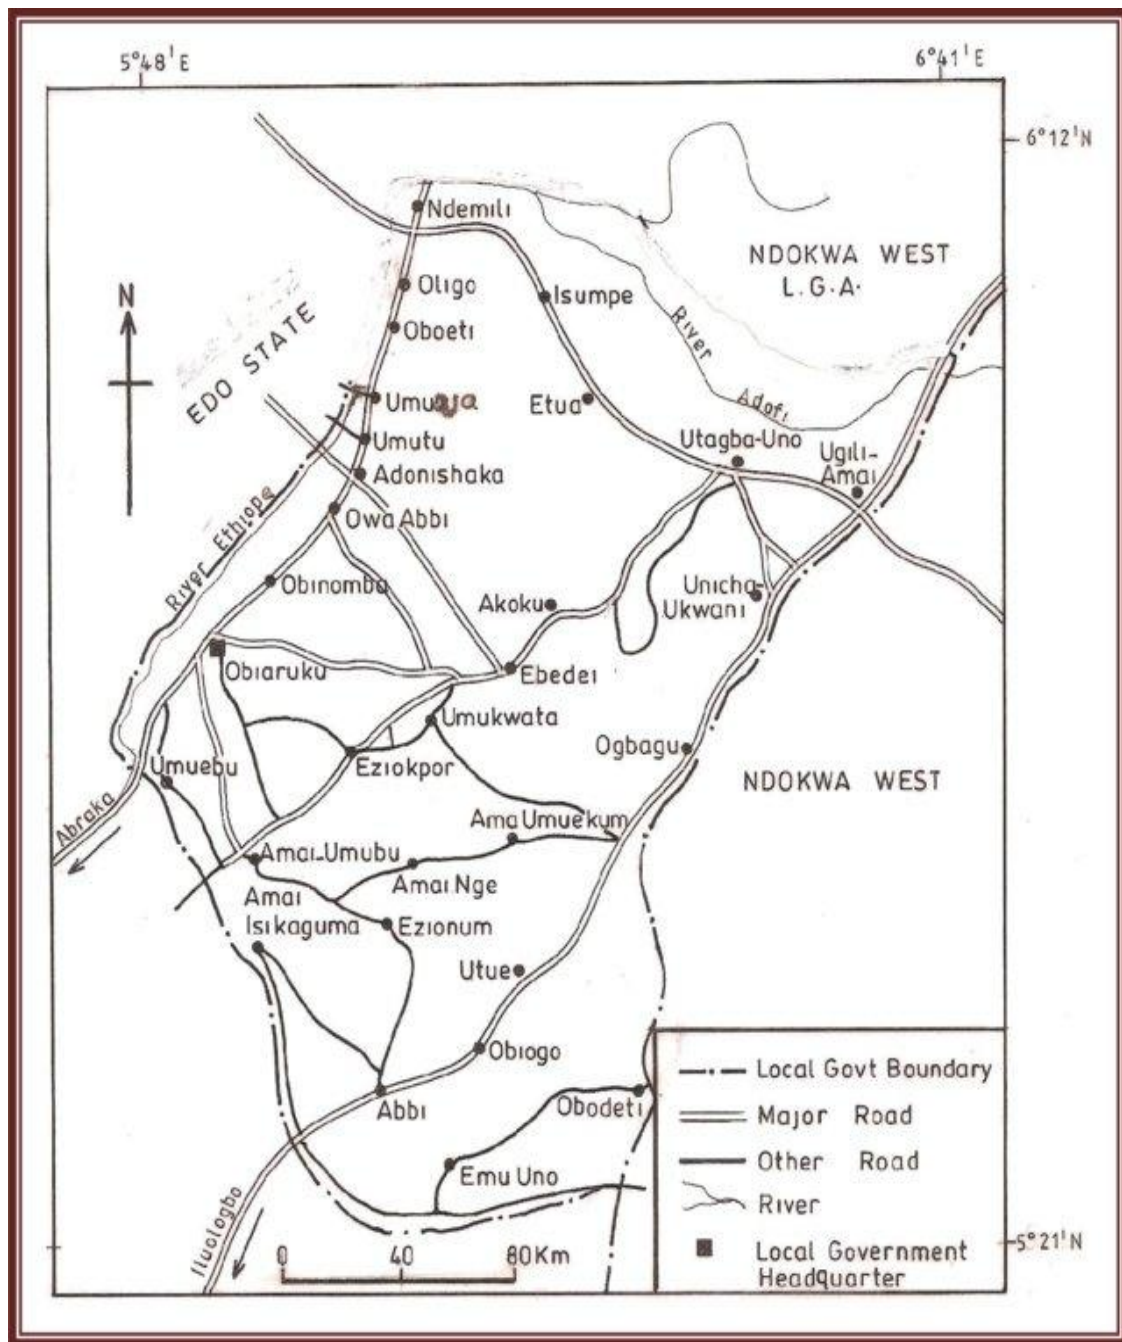 5°48'E
6°41'E
6°12'N
Ndemili
NDOKWA WEST
L.G.A.
Oligo
Isumpe
N
River
Oboeti
EDO STATE
Adofi
Etua
Umutu
Utagba-Uno
Ugili-
Amai
Adonishaka
River Ethiope
Owa Abbi
Obinomba
Unicha-
Ukwani
Akoku
Obiaruku
Ebedei
Umukwata
Ogbagu
Umuebu
Eziokpor
NDOKWA WEST
Abraka
Ama Umuekum
Amai-Umubu
Amai Nge
Amai
Isikaguma
Ezionum
Utue
Obiogo
Local Govt Boundary
Abbi
Obodeti
Major Road
Other Road
Emu Uno
River
Iluologbo
5°21'N
0 40 80Km
Local Government
Headquarter